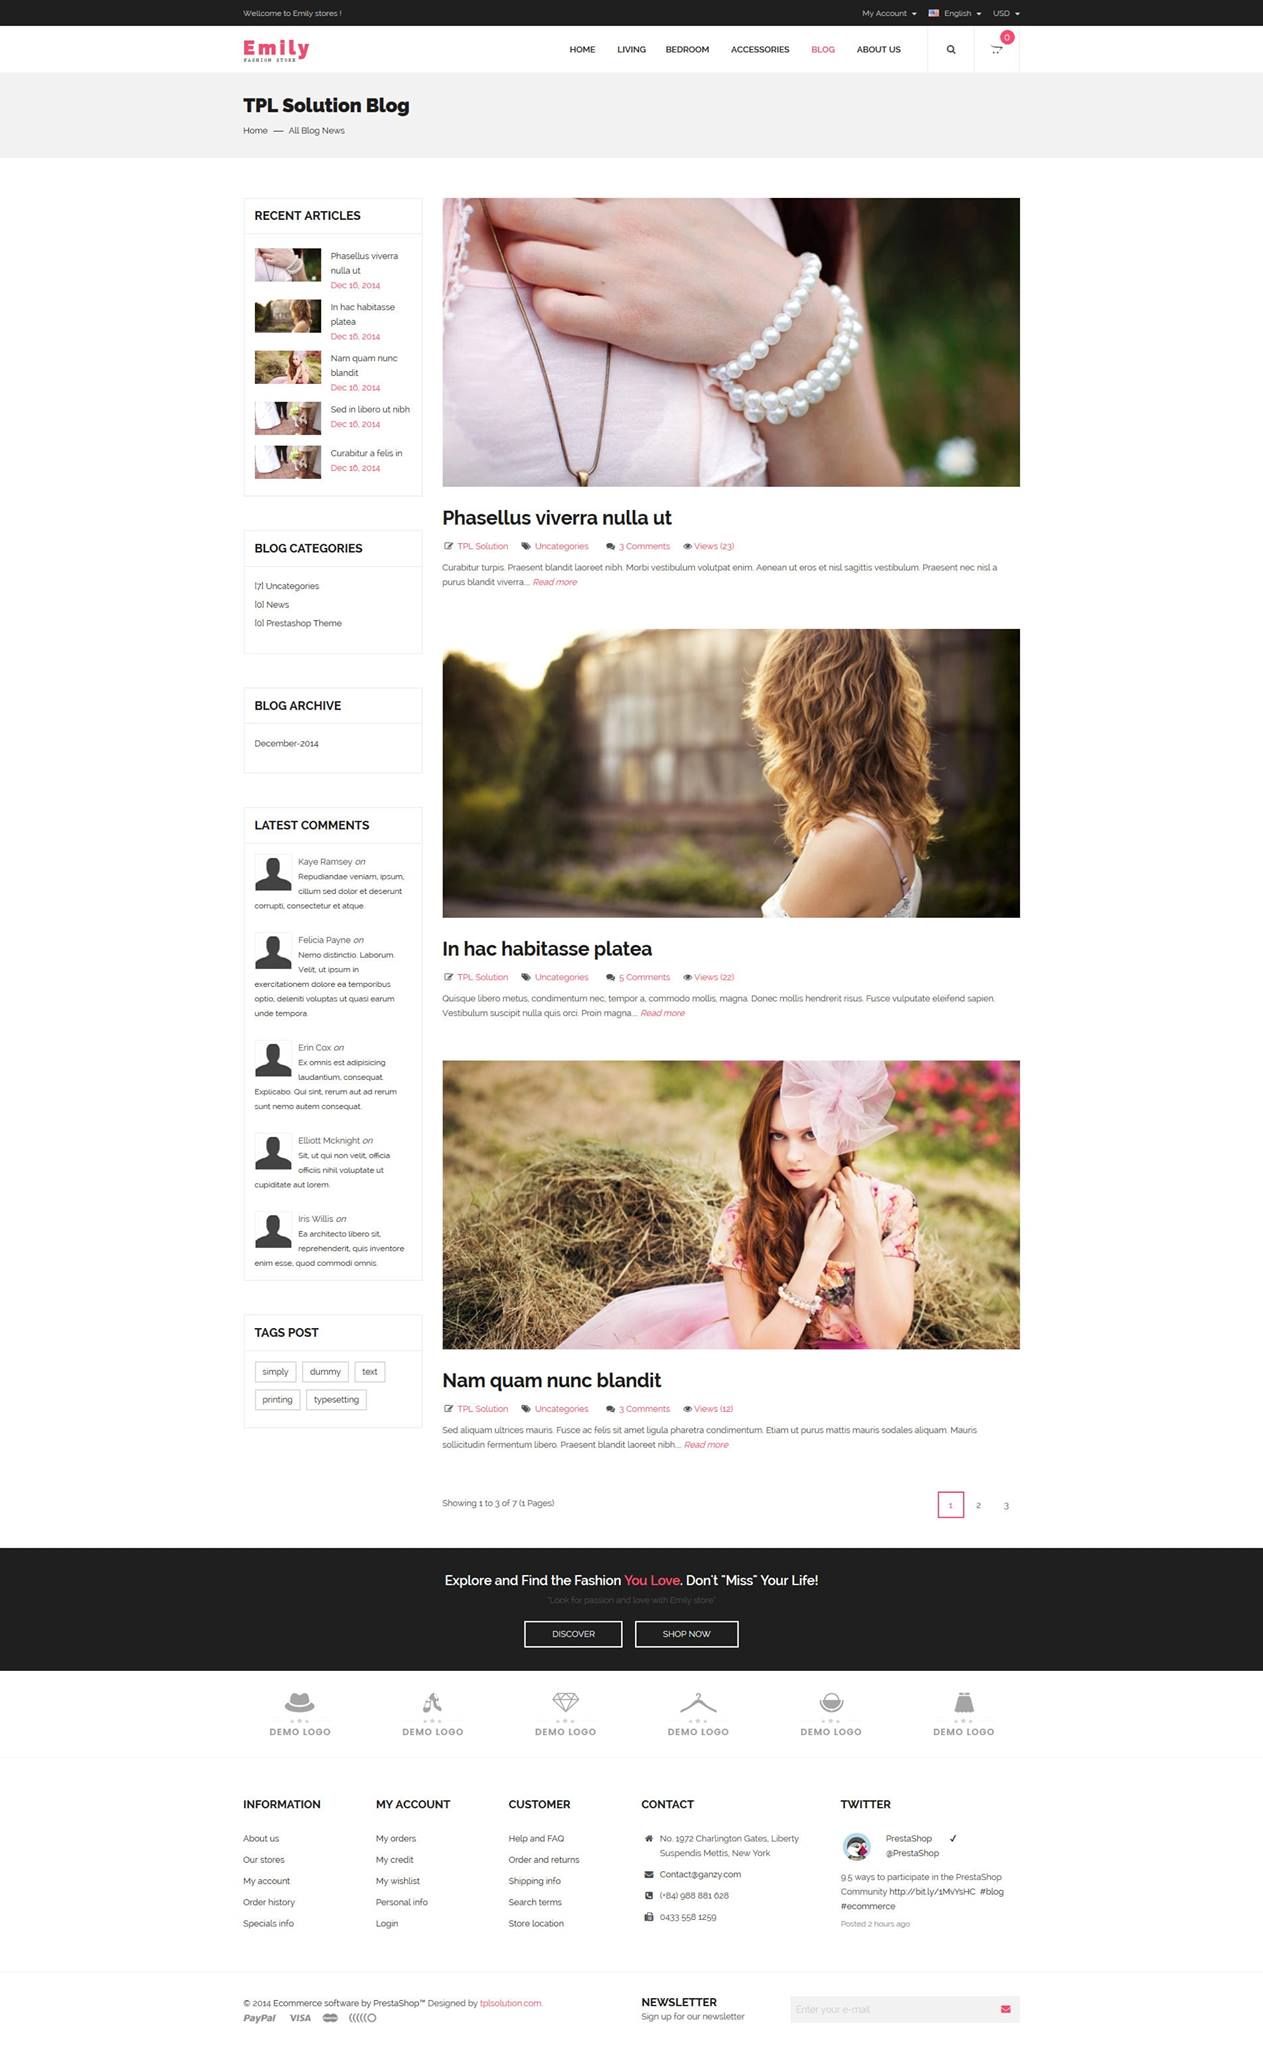 Wellcome to Emily stores !
My Account English USD
Emily
FASHION STORE
HOME LIVING BEDROOM ACCESSORIES BLOG ABOUT US
0
TPL Solution Blog
Home — All Blog News
RECENT ARTICLES
Phasellus viverra
nulla ut
Dec 16, 2014
In hac habitasse
platea
Dec 16, 2014
Nam quam nunc
blandit
Dec 16, 2014
Sed in libero ut nibh
Dec 16, 2014
Curabitur a felis in
Dec 16, 2014
BLOG CATEGORIES
[7] Uncategories
[0] News
[0] Prestashop Theme
BLOG ARCHIVE
December-2014
LATEST COMMENTS
Kaye Ramsey on
Repudiandae veniam, ipsum,
cillum sed dolor et deserunt
corrupti, consectetur et atque
Felicia Payne on
Nemo distinctio. Laborum.
Velit, ut ipsum in
exercitationem dolore ea temporibus
optio, deleniti voluptas ut quasi earum
unde tempora.
Erin Cox on
Ex omnis est adipisicing
laudantium, consequat.
Explicabo. Qui sint, rerum aut ad rerum
sunt nemo autem consequat.
Elliott Mcknight on
Sit, ut qui non velit, officia
officiis nihil voluptate ut
cupiditate aut lorem.
Iris Willis on
Ea architecto libero sit,
reprehenderit, quis inventore
enim esse, quod commodi omnis.
TAGS POST
simply dummy text
printing typesetting
Phasellus viverra nulla ut
TPL Solution Uncategories 3 Comments Views (23)
Curabitur turpis. Praesent blandit laoreet nibh. Morbi vestibulum volutpat enim. Aenean ut eros et nisl sagittis vestibulum. Praesent nec nisl a
purus blandit viverra.... Read more
In hac habitasse platea
TPL Solution Uncategories 5 Comments Views (22)
Quisque libero metus, condimentum nec, tempor a, commodo mollis, magna. Donec mollis hendrerit risus. Fusce vulputate eleifend sapien.
Vestibulum suscipit nulla quis orci. Proin magna.... Read more
Nam quam nunc blandit
TPL Solution Uncategories 3 Comments Views (12)
Sed aliquam ultrices mauris. Fusce ac felis sit amet ligula pharetra condimentum. Etiam ut purus mattis mauris sodales aliquam. Mauris
sollicitudin fermentum libero. Praesent blandit laoreet nibh.... Read more
Showing 1 to 3 of 7 (1 Pages)
1 2 3
Explore and Find the Fashion You Love. Don't "Miss" Your Life!
"Look for passion and love with Emily store"
DISCOVER SHOP NOW
DEMO LOGO DEMO LOGO DEMO LOGO DEMO LOGO DEMO LOGO DEMO LOGO
INFORMATION
About us
Our stores
My account
Order history
Specials info
MY ACCOUNT
My orders
My credit
My wishlist
Personal info
Login
CUSTOMER
Help and FAQ
Order and returns
Shipping info
Search terms
Store location
CONTACT
No. 1972 Charlington Gates, Liberty
Suspendis Mettis, New York
Contact@ganzy.com
(+84) 988 881 628
0433 558 1259
TWITTER
PrestaShop
@PrestaShop
9.5 ways to participate in the PrestaShop
Community http://bit.ly/1MvYsHC #blog
#ecommerce
Posted 2 hours ago
© 2014 Ecommerce software by PrestaShop™ Designed by tplsolution.com.
PayPal VISA
NEWSLETTER
Sign up for our newsletter
Enter your e-mail